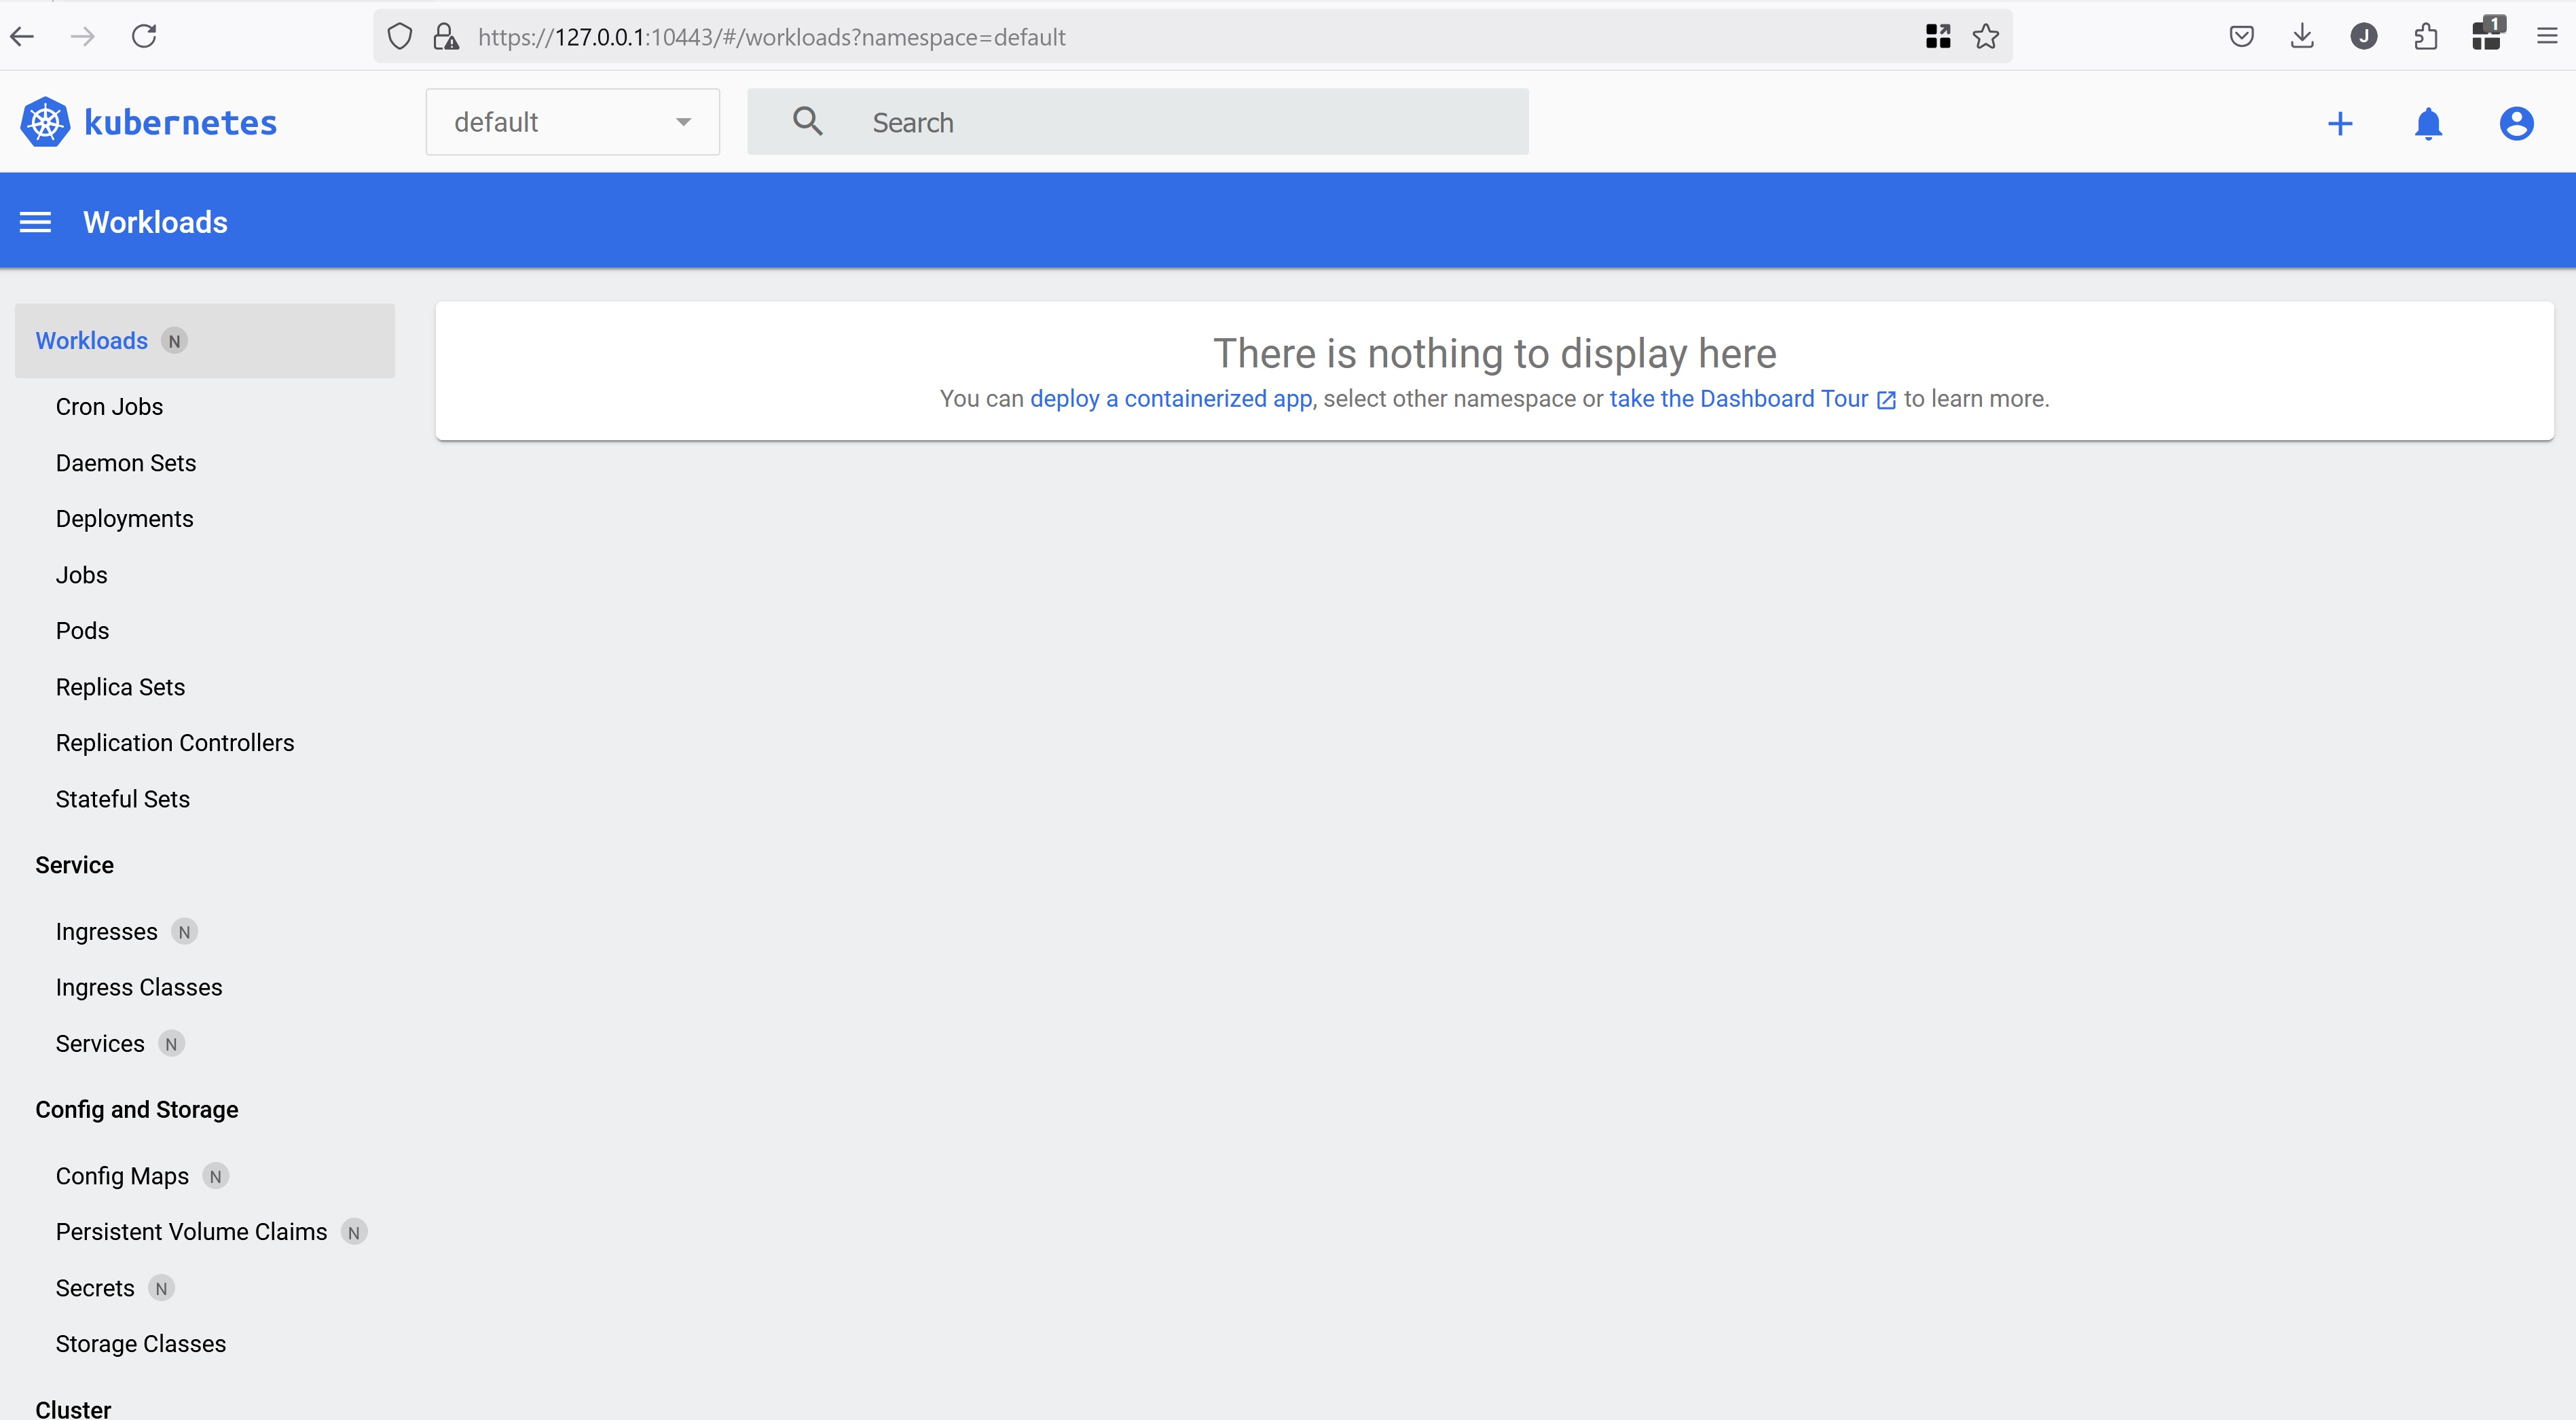 https://127.0.0.1:10443/#/workloads?namespace=default
J
1
kubernetes
default
Search
Workloads
Workloads N
Cron Jobs
Daemon Sets
Deployments
Jobs
Pods
Replica Sets
Replication Controllers
Stateful Sets
Service
Ingresses N
Ingress Classes
Services N
Config and Storage
Config Maps N
Persistent Volume Claims N
Secrets N
Storage Classes
Cluster
There is nothing to display here
You can deploy a containerized app, select other namespace or take the Dashboard Tour to learn more.